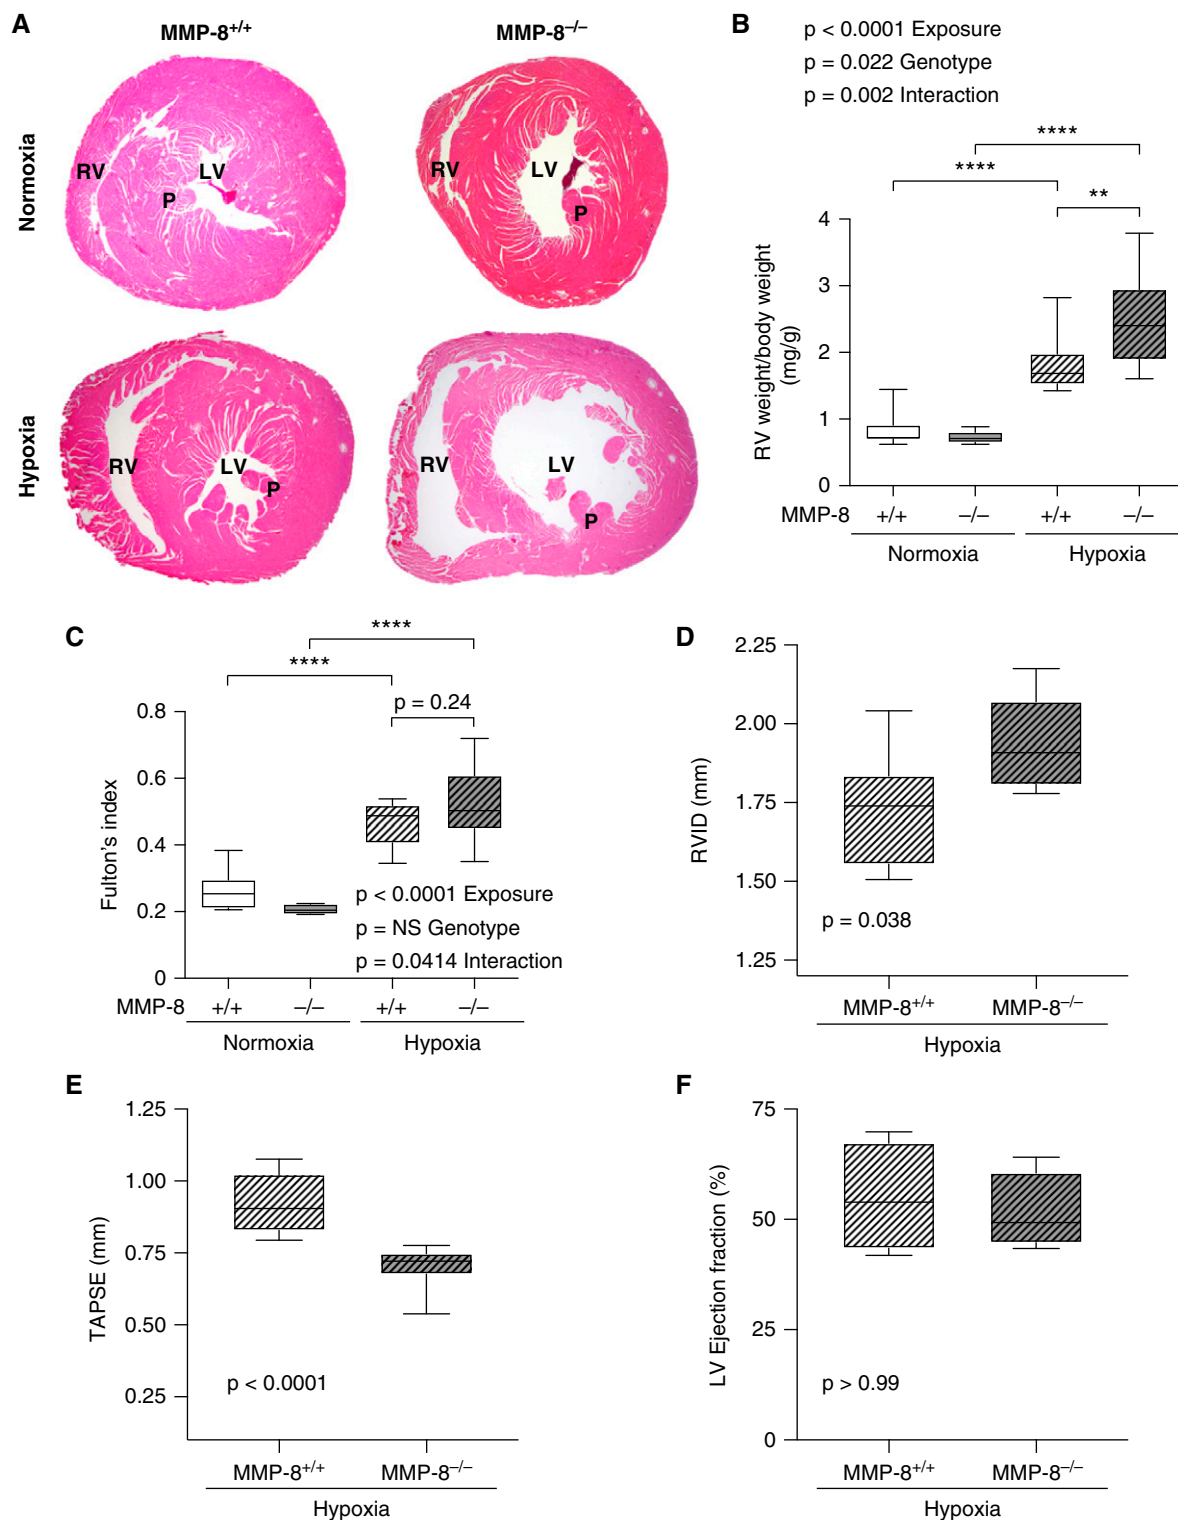 A
MMP-8+/+
MMP-8–/–
Normoxia
RV
LV
P
RV
LV
P
Hypoxia
RV
LV
P
RV
LV
P
B
p < 0.0001 Exposure
p = 0.022 Genotype
p = 0.002 Interaction
****
****
**
RV weight/body weight
(mg/g)
4
3
2
1
0
MMP-8 +/+ –/– +/+ –/–
Normoxia Hypoxia
C
****
****
p = 0.24
Fulton's index
0.8
0.6
0.4
0.2
0
p < 0.0001 Exposure
p = NS Genotype
p = 0.0414 Interaction
MMP-8 +/+ –/– +/+ –/–
Normoxia Hypoxia
D
RVID (mm)
2.25
2.00
1.75
1.50
1.25
p = 0.038
MMP-8+/+ MMP-8–/–
Hypoxia
E
TAPSE (mm)
1.25
1.00
0.75
0.50
0.25
p < 0.0001
MMP-8+/+ MMP-8–/–
Hypoxia
F
LV Ejection fraction (%)
75
50
25
0
p > 0.99
MMP-8+/+ MMP-8–/–
Hypoxia